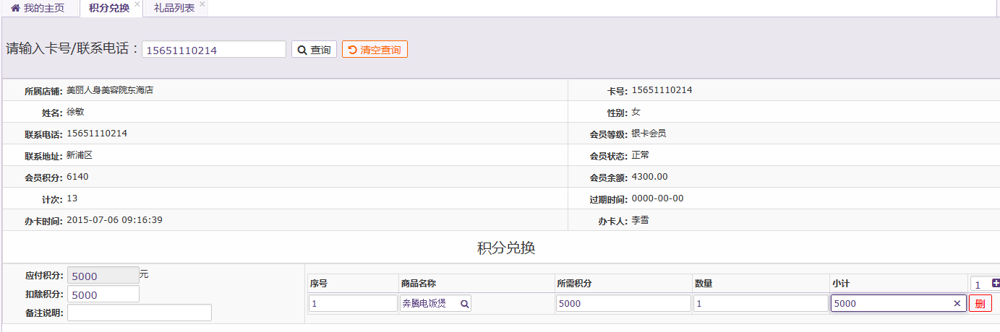 我的主页 积分兑换 礼品列表
请输入卡号/联系电话： 15651110214 查询 清空查询
所属店铺: 美丽人身美容院东海店 卡号: 15651110214
姓名: 徐敏 性别: 女
联系电话: 15651110214 会员等级: 银卡会员
联系地址: 新浦区 会员状态: 正常
会员积分: 6140 会员余额: 4300.00
计次: 13 过期时间: 0000-00-00
办卡时间: 2015-07-06 09:16:39 办卡人: 李雪
积分兑换
应付积分: 5000 元
扣除积分: 5000
备注说明:
序号 商品名称 所需积分 数量 小计 1
1 奔腾电饭煲 5000 1 5000 删